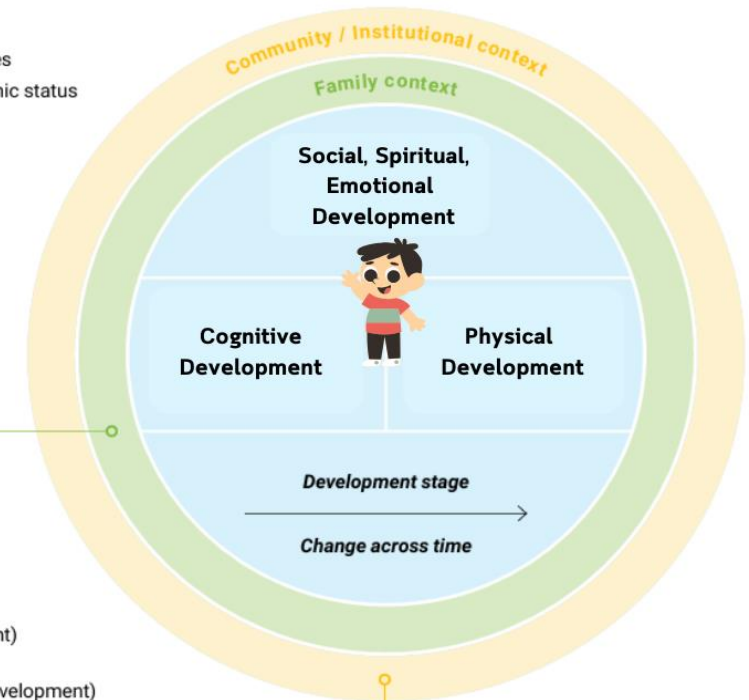 Community / Institutional context
Family context
Social, Spiritual,
Emotional
Development
Cognitive
Development
Physical
Development
Development stage
Change across time
es
nic status
nt)
velopment)